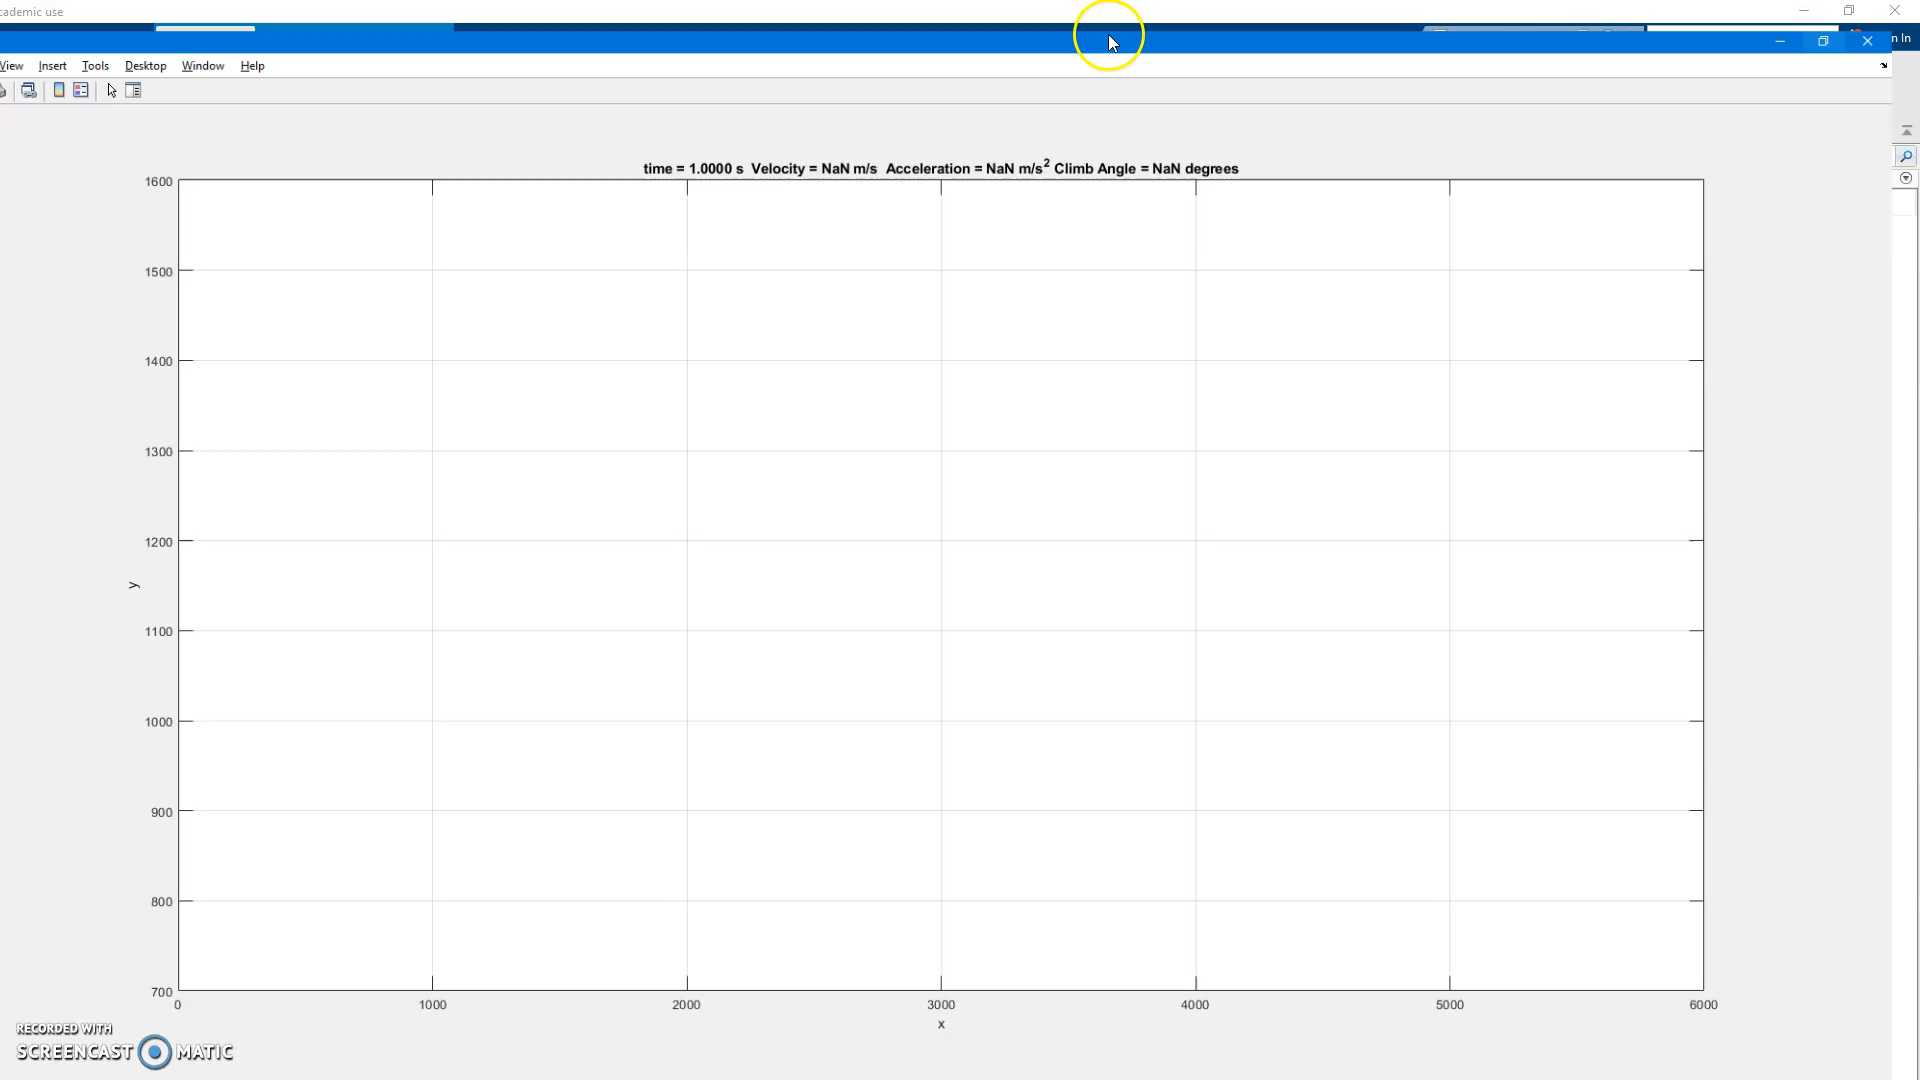 cademic use
n In
View Insert Tools Desktop Window Help
time = 1.0000 s Velocity = NaN m/s Acceleration = NaN m/s² Climb Angle = NaN degrees
1600
1500
1400
1300
1200
1100
1000
900
800
700
y
0 1000 2000 3000 4000 5000 6000
x
RECORDED WITH
SCREENCAST MATIC